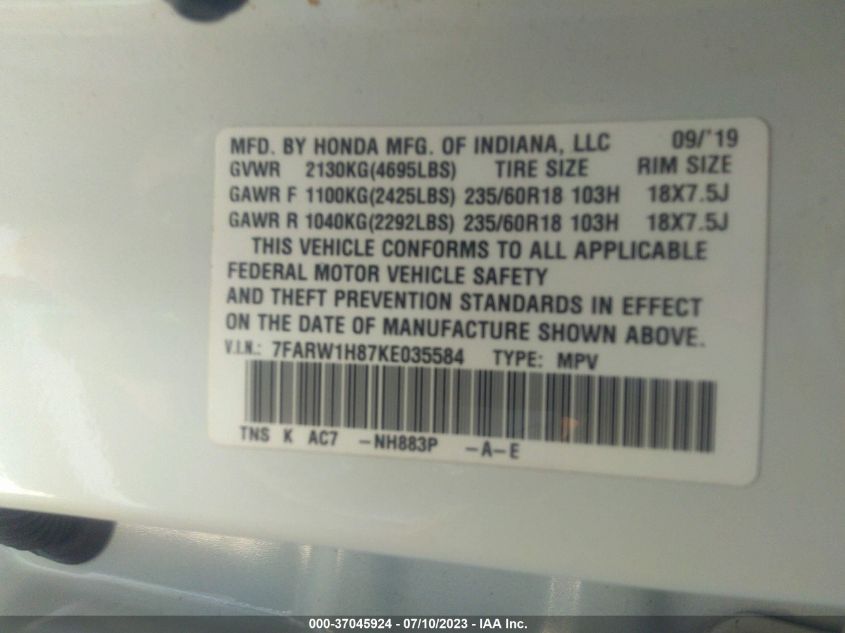 MFD. BY HONDA MFG. OF INDIANA, LLC 09/'19
GVWR 2130KG(4695LBS) TIRE SIZE RIM SIZE
GAWR F 1100KG(2425LBS) 235/60R18 103H 18X7.5J
GAWR R 1040KG(2292LBS) 235/60R18 103H 18X7.5J
THIS VEHICLE CONFORMS TO ALL APPLICABLE
FEDERAL MOTOR VEHICLE SAFETY
AND THEFT PREVENTION STANDARDS IN EFFECT
ON THE DATE OF MANUFACTURE SHOWN ABOVE.
V.I.N.: 7FARW1H87KE035584 TYPE: MPV
TNS K AC7 -NH883P -A-E
000-37045924 / 07/10/2023 - IAA Inc.